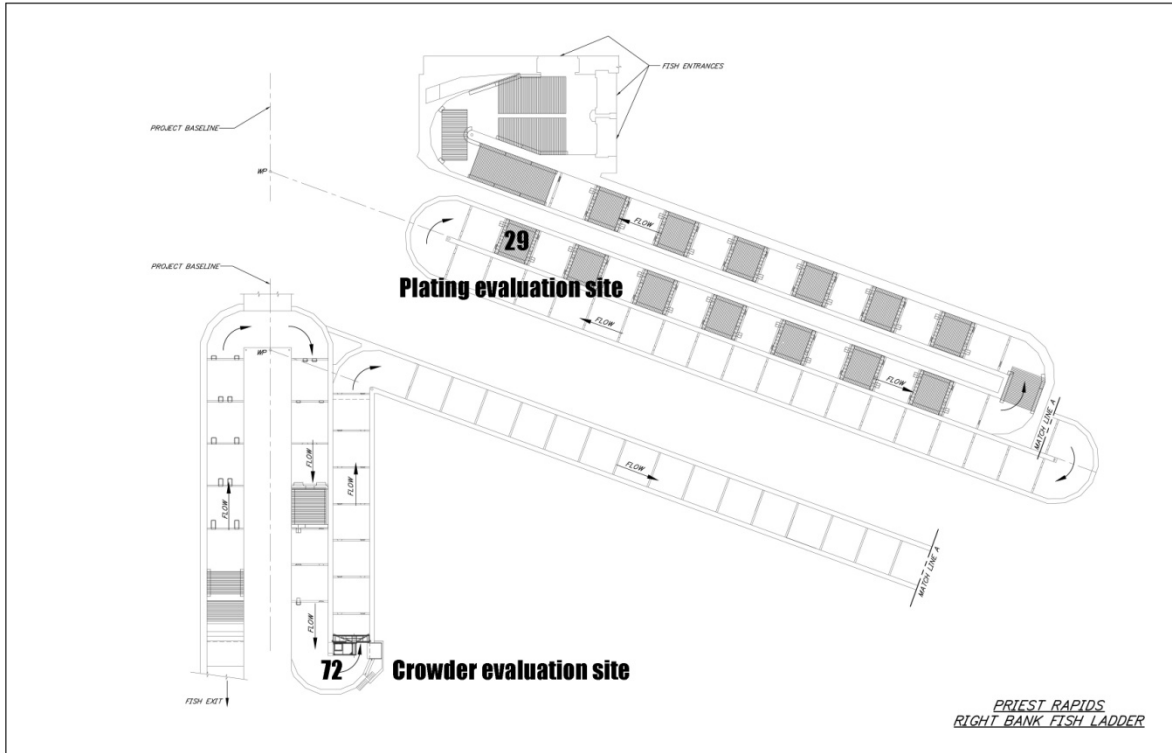 FISH ENTRANCES
PROJECT BASELINE
WP
FLOW
29
Plating evaluation site
PROJECT BASELINE
FLOW
WP
FLOW
MATCH LINE A
FLOW
FLOW
FLOW
FLOW
MATCH LINE A
FLOW
72
Crowder evaluation site
FISH EXIT
PRIEST RAPIDS
RIGHT BANK FISH LADDER